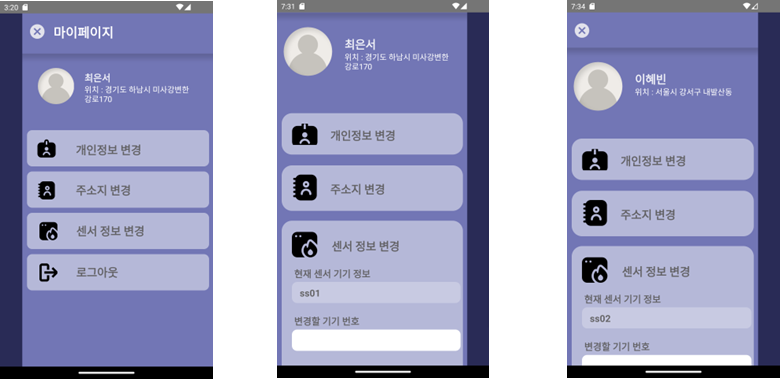 3:20
마이페이지
최은서
위치 : 경기도 하남시 미사강변한
강로170
개인정보 변경
주소지 변경
센서 정보 변경
로그아웃
7:31
최은서
위치 : 경기도 하남시 미사강변한
강로170
개인정보 변경
주소지 변경
센서 정보 변경
현재 센서 기기 정보
ss01
변경할 기기 번호
7:34
이혜빈
위치 : 서울시 강서구 내발산동
개인정보 변경
주소지 변경
센서 정보 변경
현재 센서 기기 정보
ss02
변경할 기기 번호